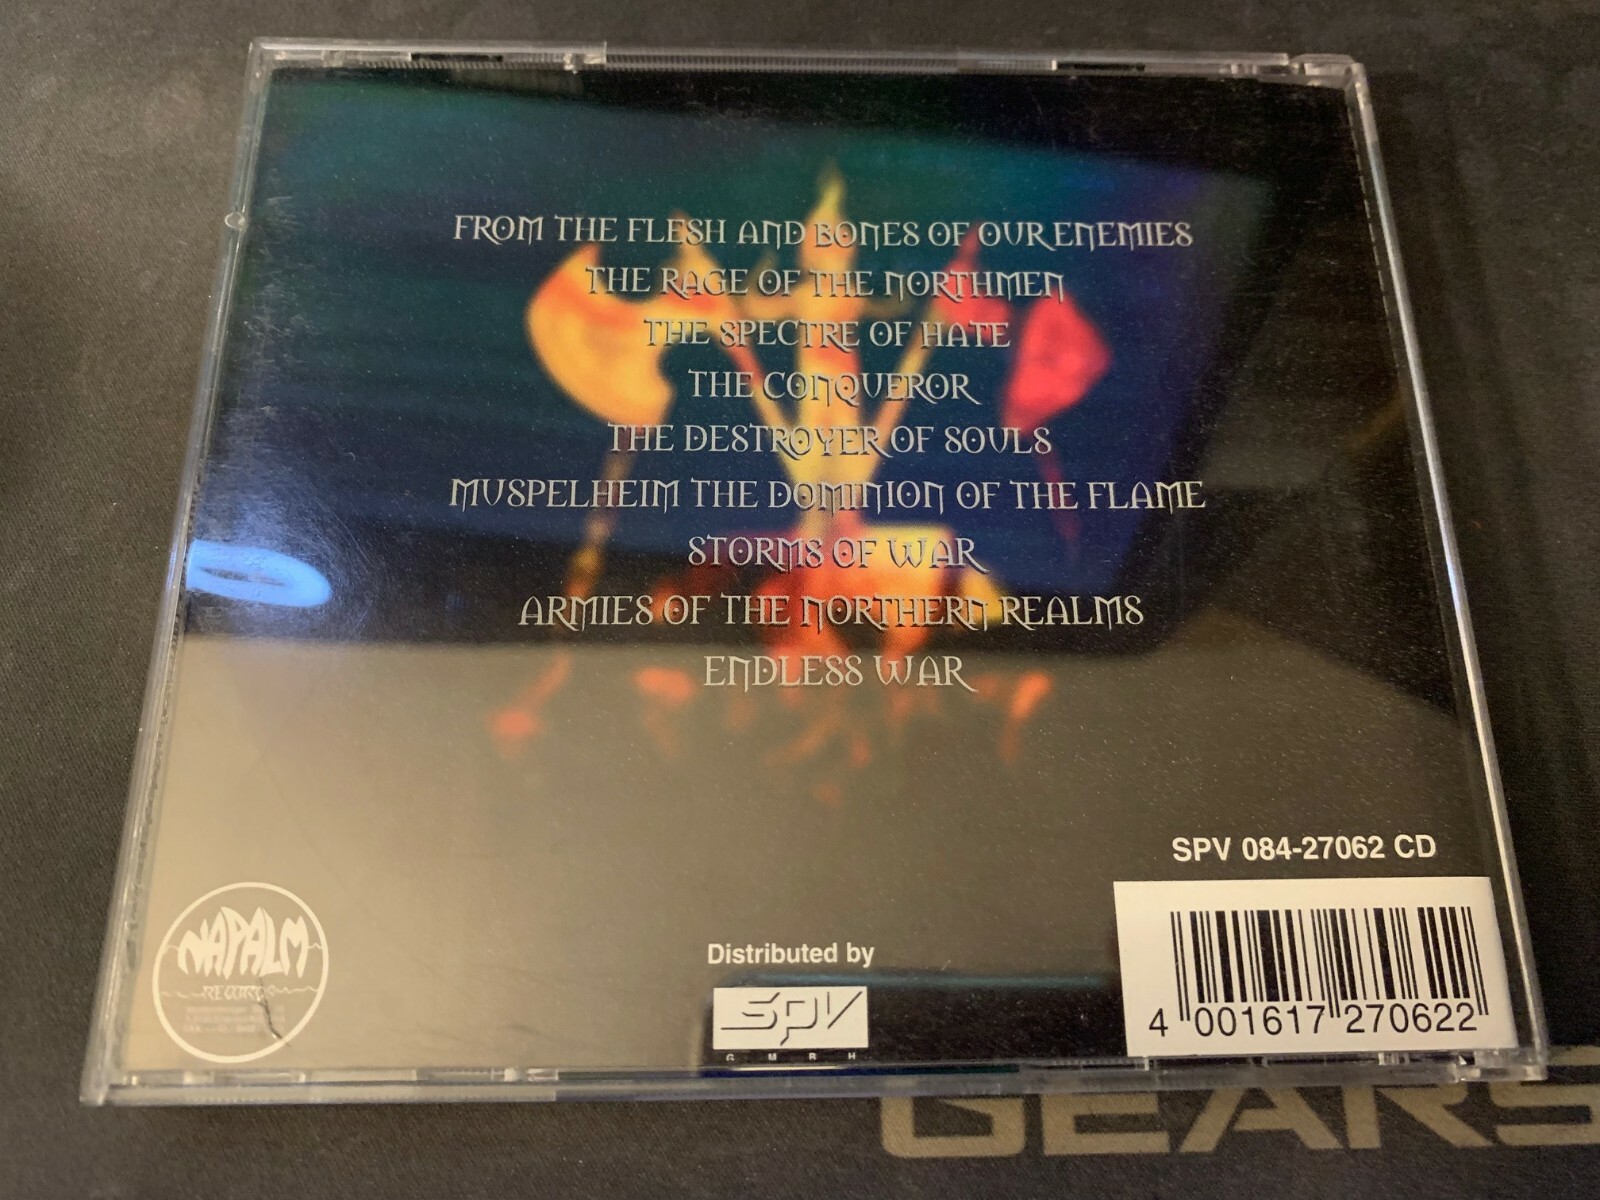 FROM THE FLESH AND BONES OF OUR ENEMIES
THE RAGE OF THE NORTHMEN
THE SPECTRE OF HATE
THE CONQUEROR
THE DESTROYER OF SOULS
MUSPELHEIM THE DOMINION OF THE FLAME
STORMS OF WAR
ARMIES OF THE NORTHERN REALMS
ENDLESS WAR
SPV 084-27062 CD
NAPALM
RECORDS
Distributed by
SPV
GMBH
4 001617 270622
GEARS